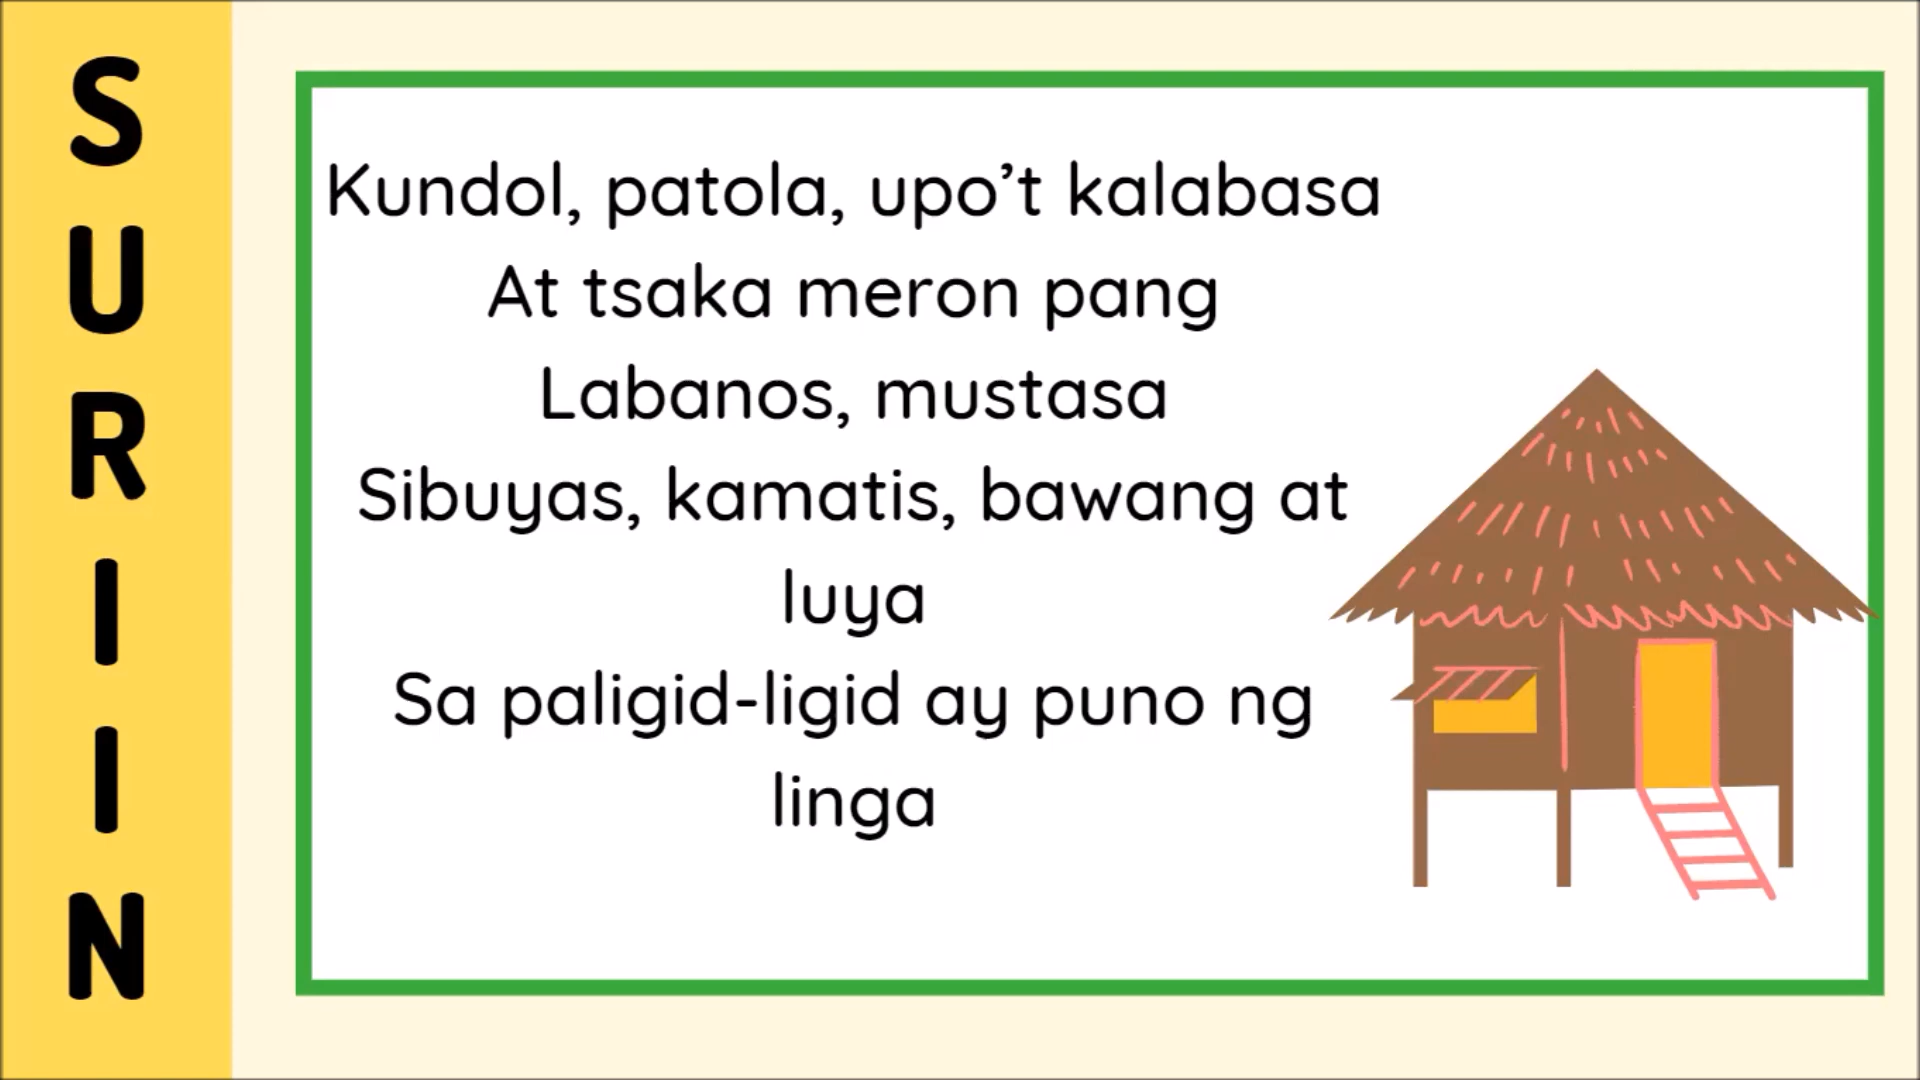 SURIIN
Kundol, patola, upo’t kalabasa
At tsaka meron pang
Labanos, mustasa
Sibuyas, kamatis, bawang at
luya
Sa paligid-ligid ay puno ng
linga